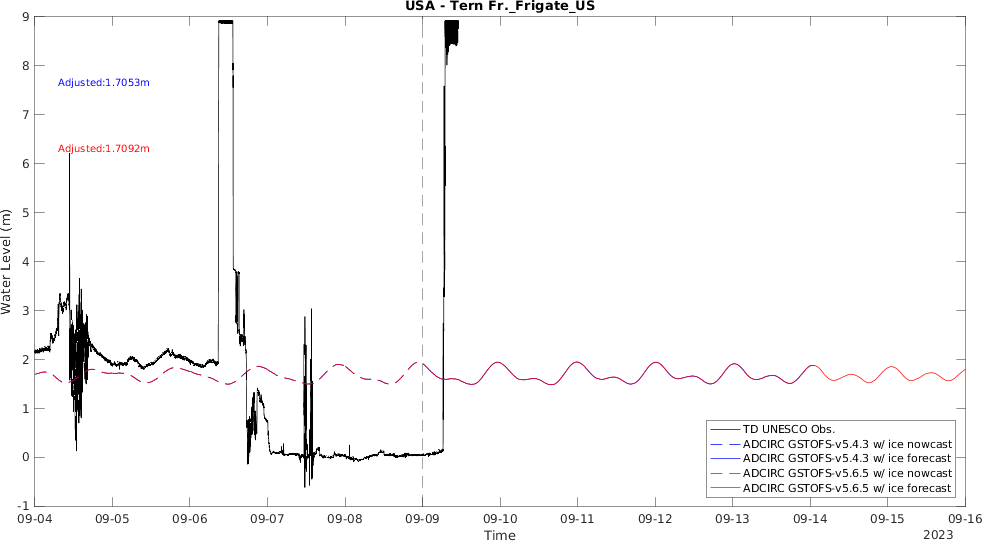 USA - Tern Fr._Frigate_US
9
8
7
6
5
4
3
2
1
0
-1
Water Level (m)
Adjusted:1.7053m
Adjusted:1.7092m
TD UNESCO Obs.
ADCIRC GSTOFS-v5.4.3 w/ ice nowcast
ADCIRC GSTOFS-v5.4.3 w/ ice forecast
ADCIRC GSTOFS-v5.6.5 w/ ice nowcast
ADCIRC GSTOFS-v5.6.5 w/ ice forecast
09-04 09-05 09-06 09-07 09-08 09-09 09-10 09-11 09-12 09-13 09-14 09-15 09-16
Time
2023